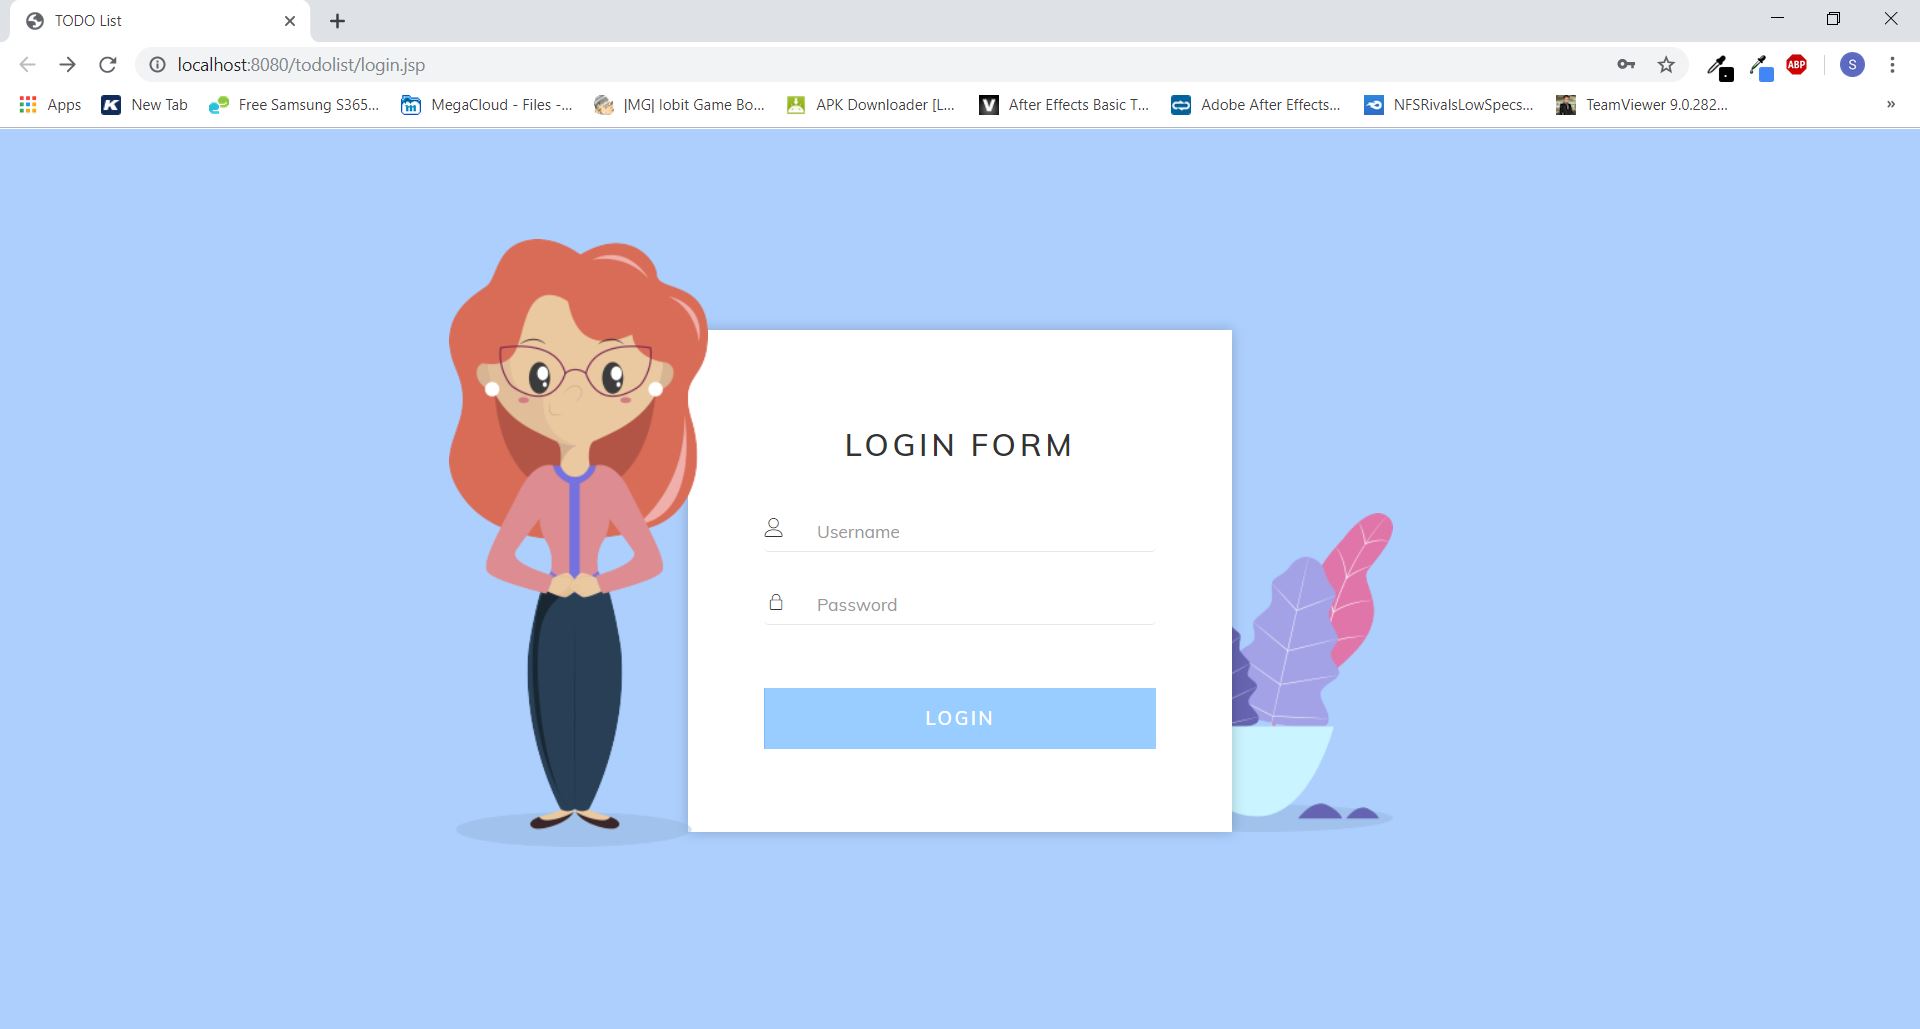 TODO List
localhost:8080/todolist/login.jsp
ABP
S
Apps
New Tab
Free Samsung S365...
MegaCloud - Files -...
|MG| Iobit Game Bo...
APK Downloader [L...
After Effects Basic T...
Adobe After Effects...
NFSRivalsLowSpecs...
TeamViewer 9.0.282...
»
LOGIN FORM
Username
Password
LOGIN